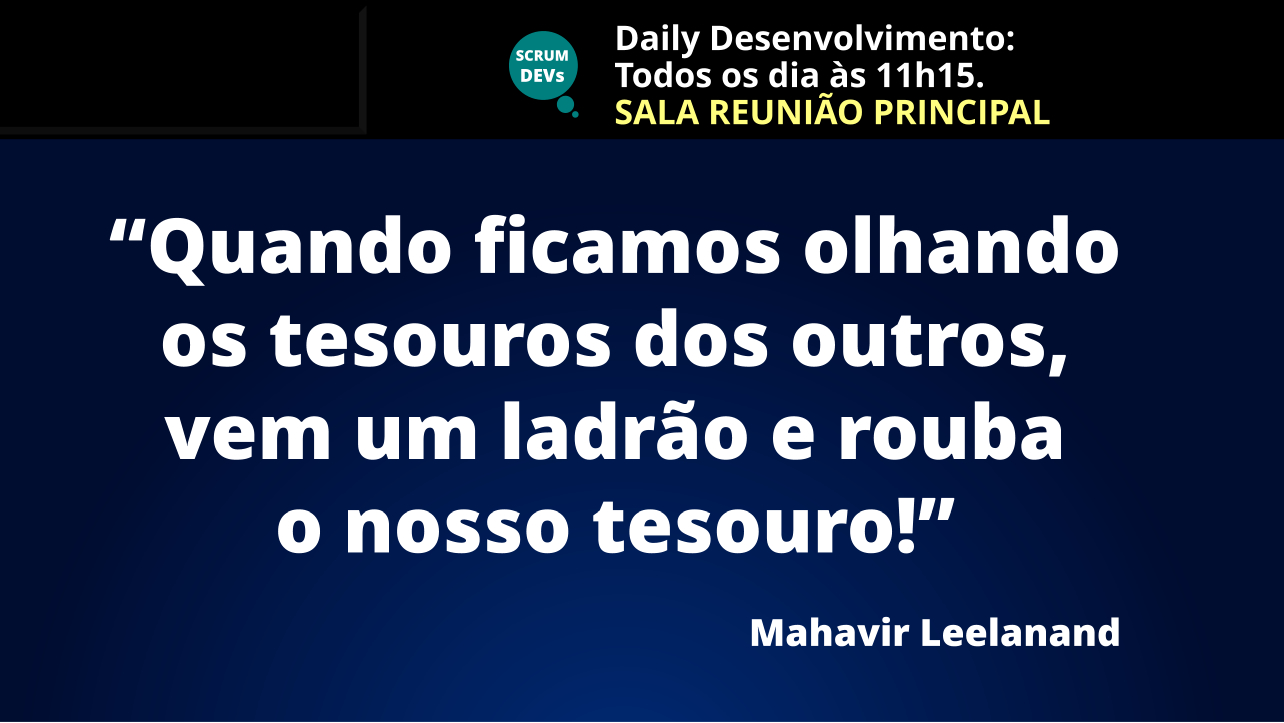 SCRUM
DEVs
Daily Desenvolvimento:
Todos os dia às 11h15.
SALA REUNIÃO PRINCIPAL
“Quando ficamos olhando
os tesouros dos outros,
vem um ladrão e rouba
o nosso tesouro!”
Mahavir Leelanand